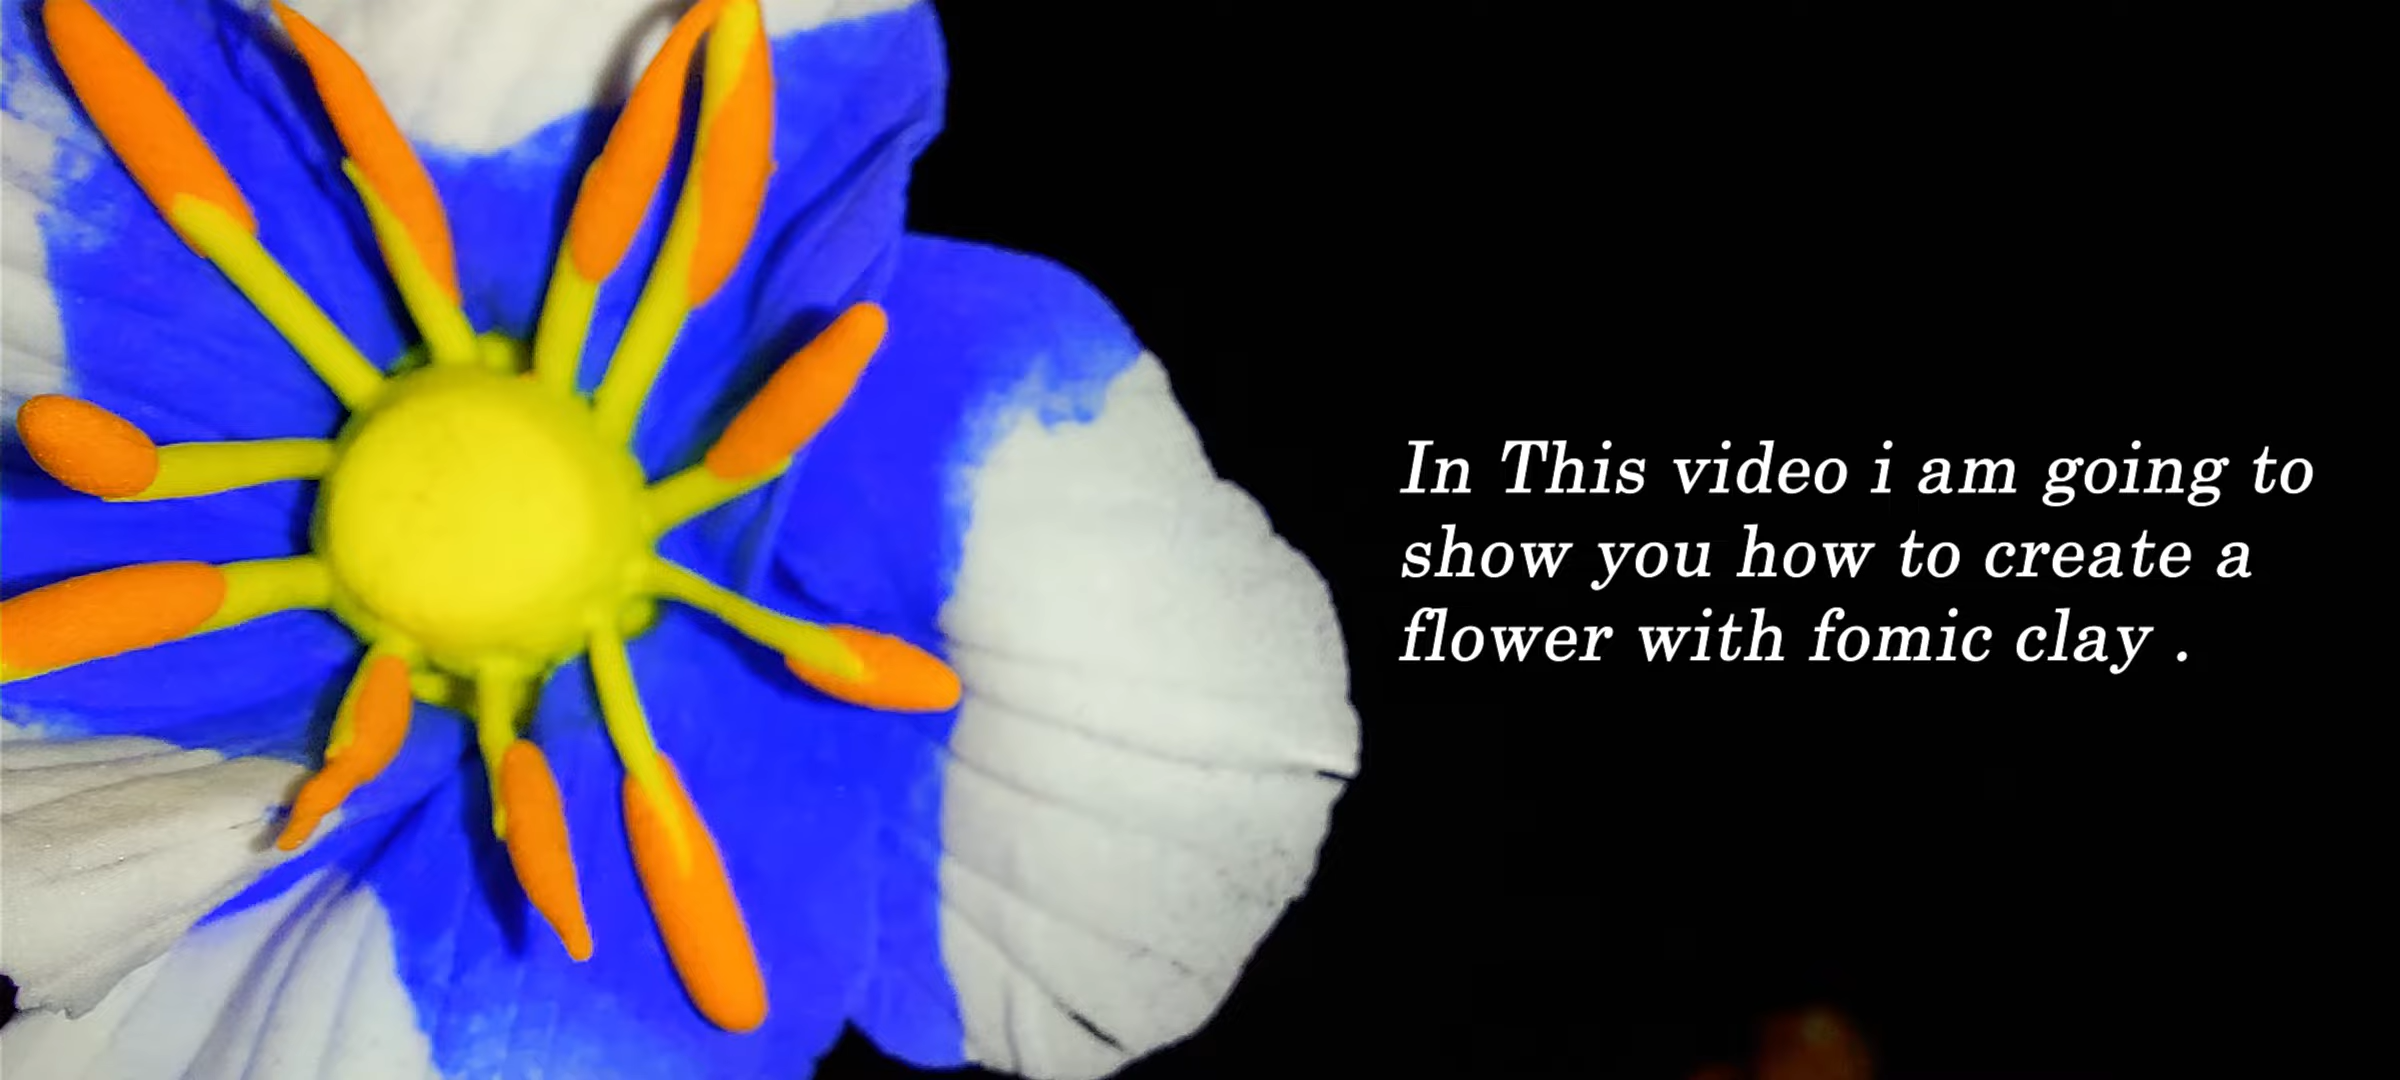 In This video i am going to
show you how to create a
flower with fomic clay .